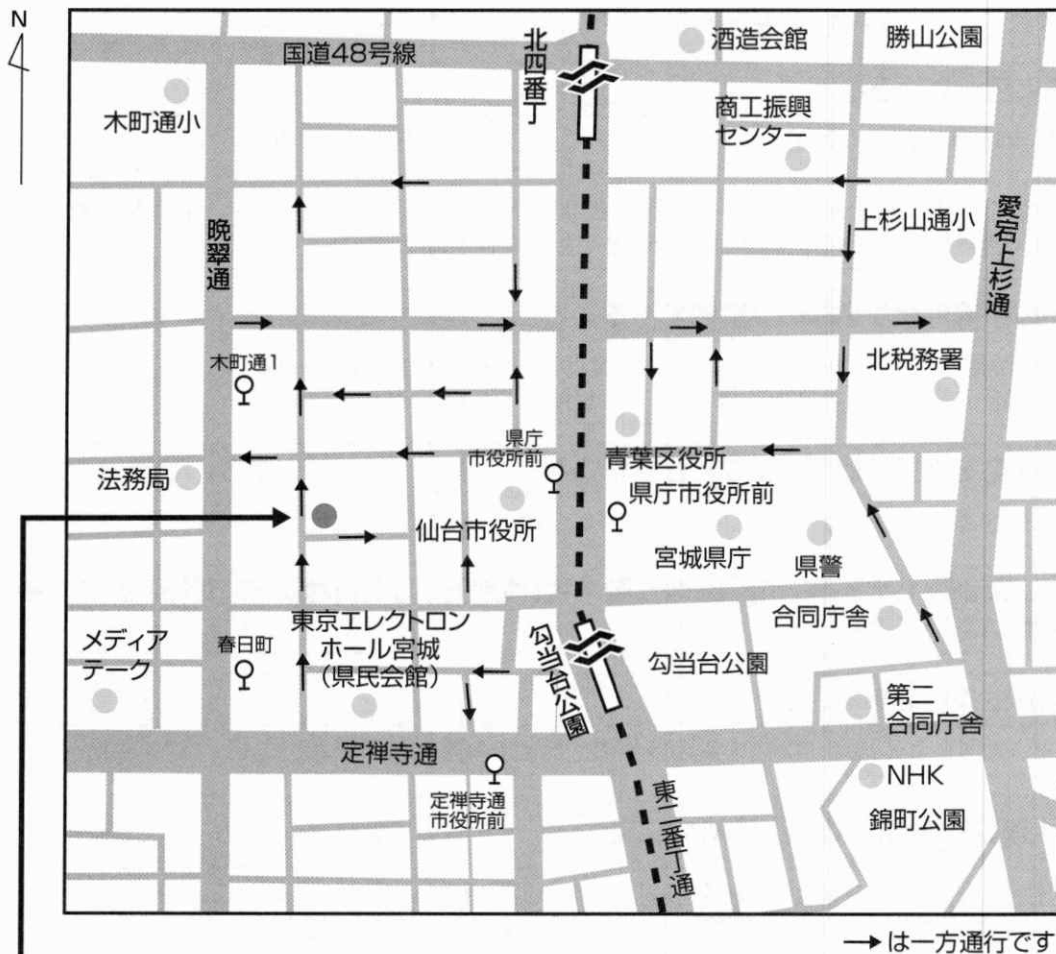 N
国道48号線
北四番丁
酒造会館
勝山公園
木町通小
商工振興
センター
晩翠通
上杉山通小
愛宕上杉通
木町通1
北税務署
県庁
市役所前
青葉区役所
法務局
県庁市役所前
仙台市役所
宮城県庁
県警
東京エレクトロン
ホール宮城
(県民会館)
合同庁舎
メディア
テーク
春日町
勾当台公園
勾当台公園
第二
合同庁舎
定禅寺通
NHK
定禅寺通
市役所前
東二番丁通
錦町公園
→は一方通行です